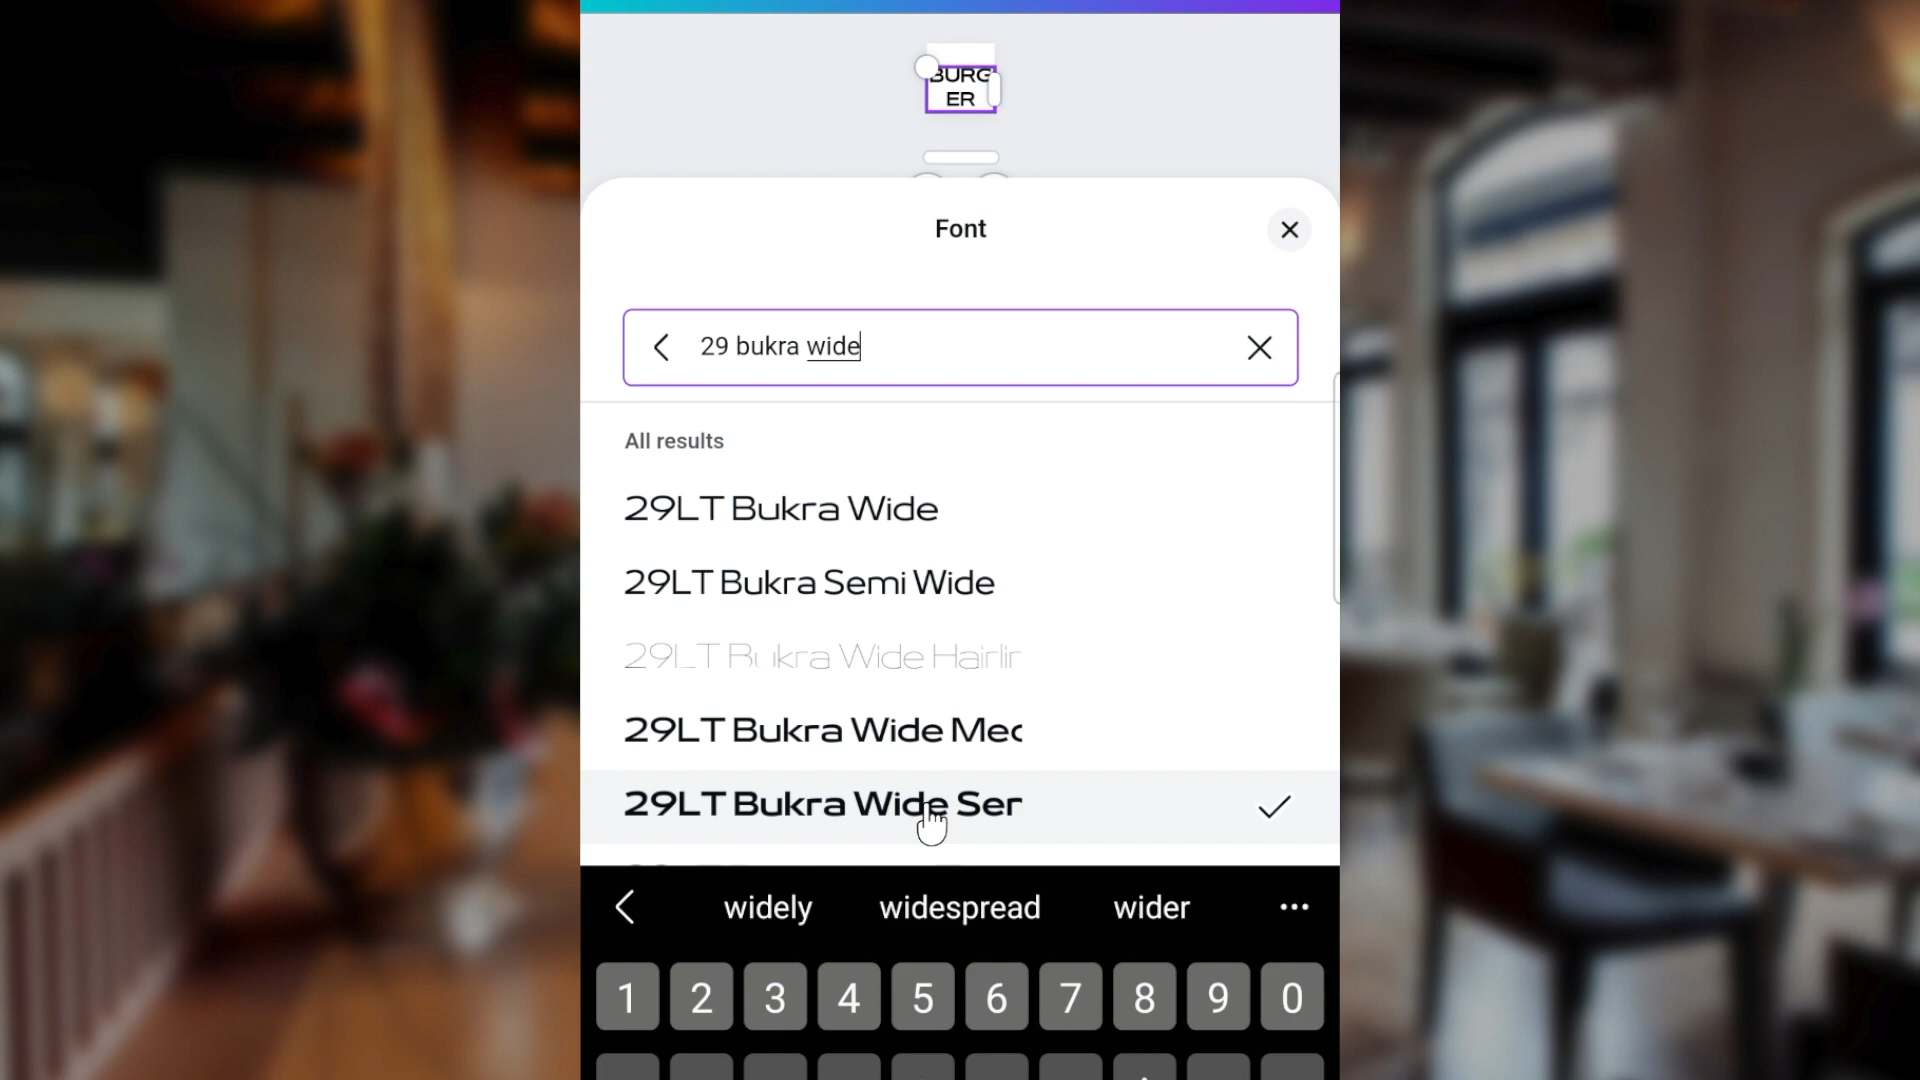 BURG
ER
Font
29 bukra wide
All results
29LT Bukra Wide
29LT Bukra Semi Wide
29LT Bukra Wide Hairlin
29LT Bukra Wide Mec
29LT Bukra Wide Ser
widely widespread wider
1 2 3 4 5 6 7 8 9 0